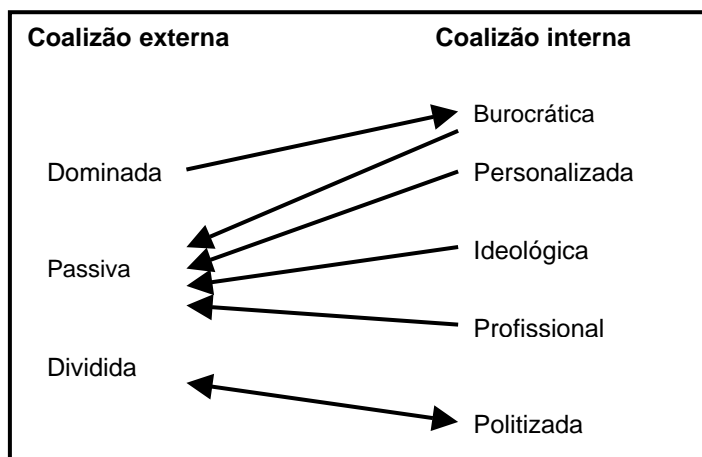 Coalizão externa
Coalizão interna
Burocrática
Dominada
Personalizada
Ideológica
Passiva
Profissional
Dividida
Politizada